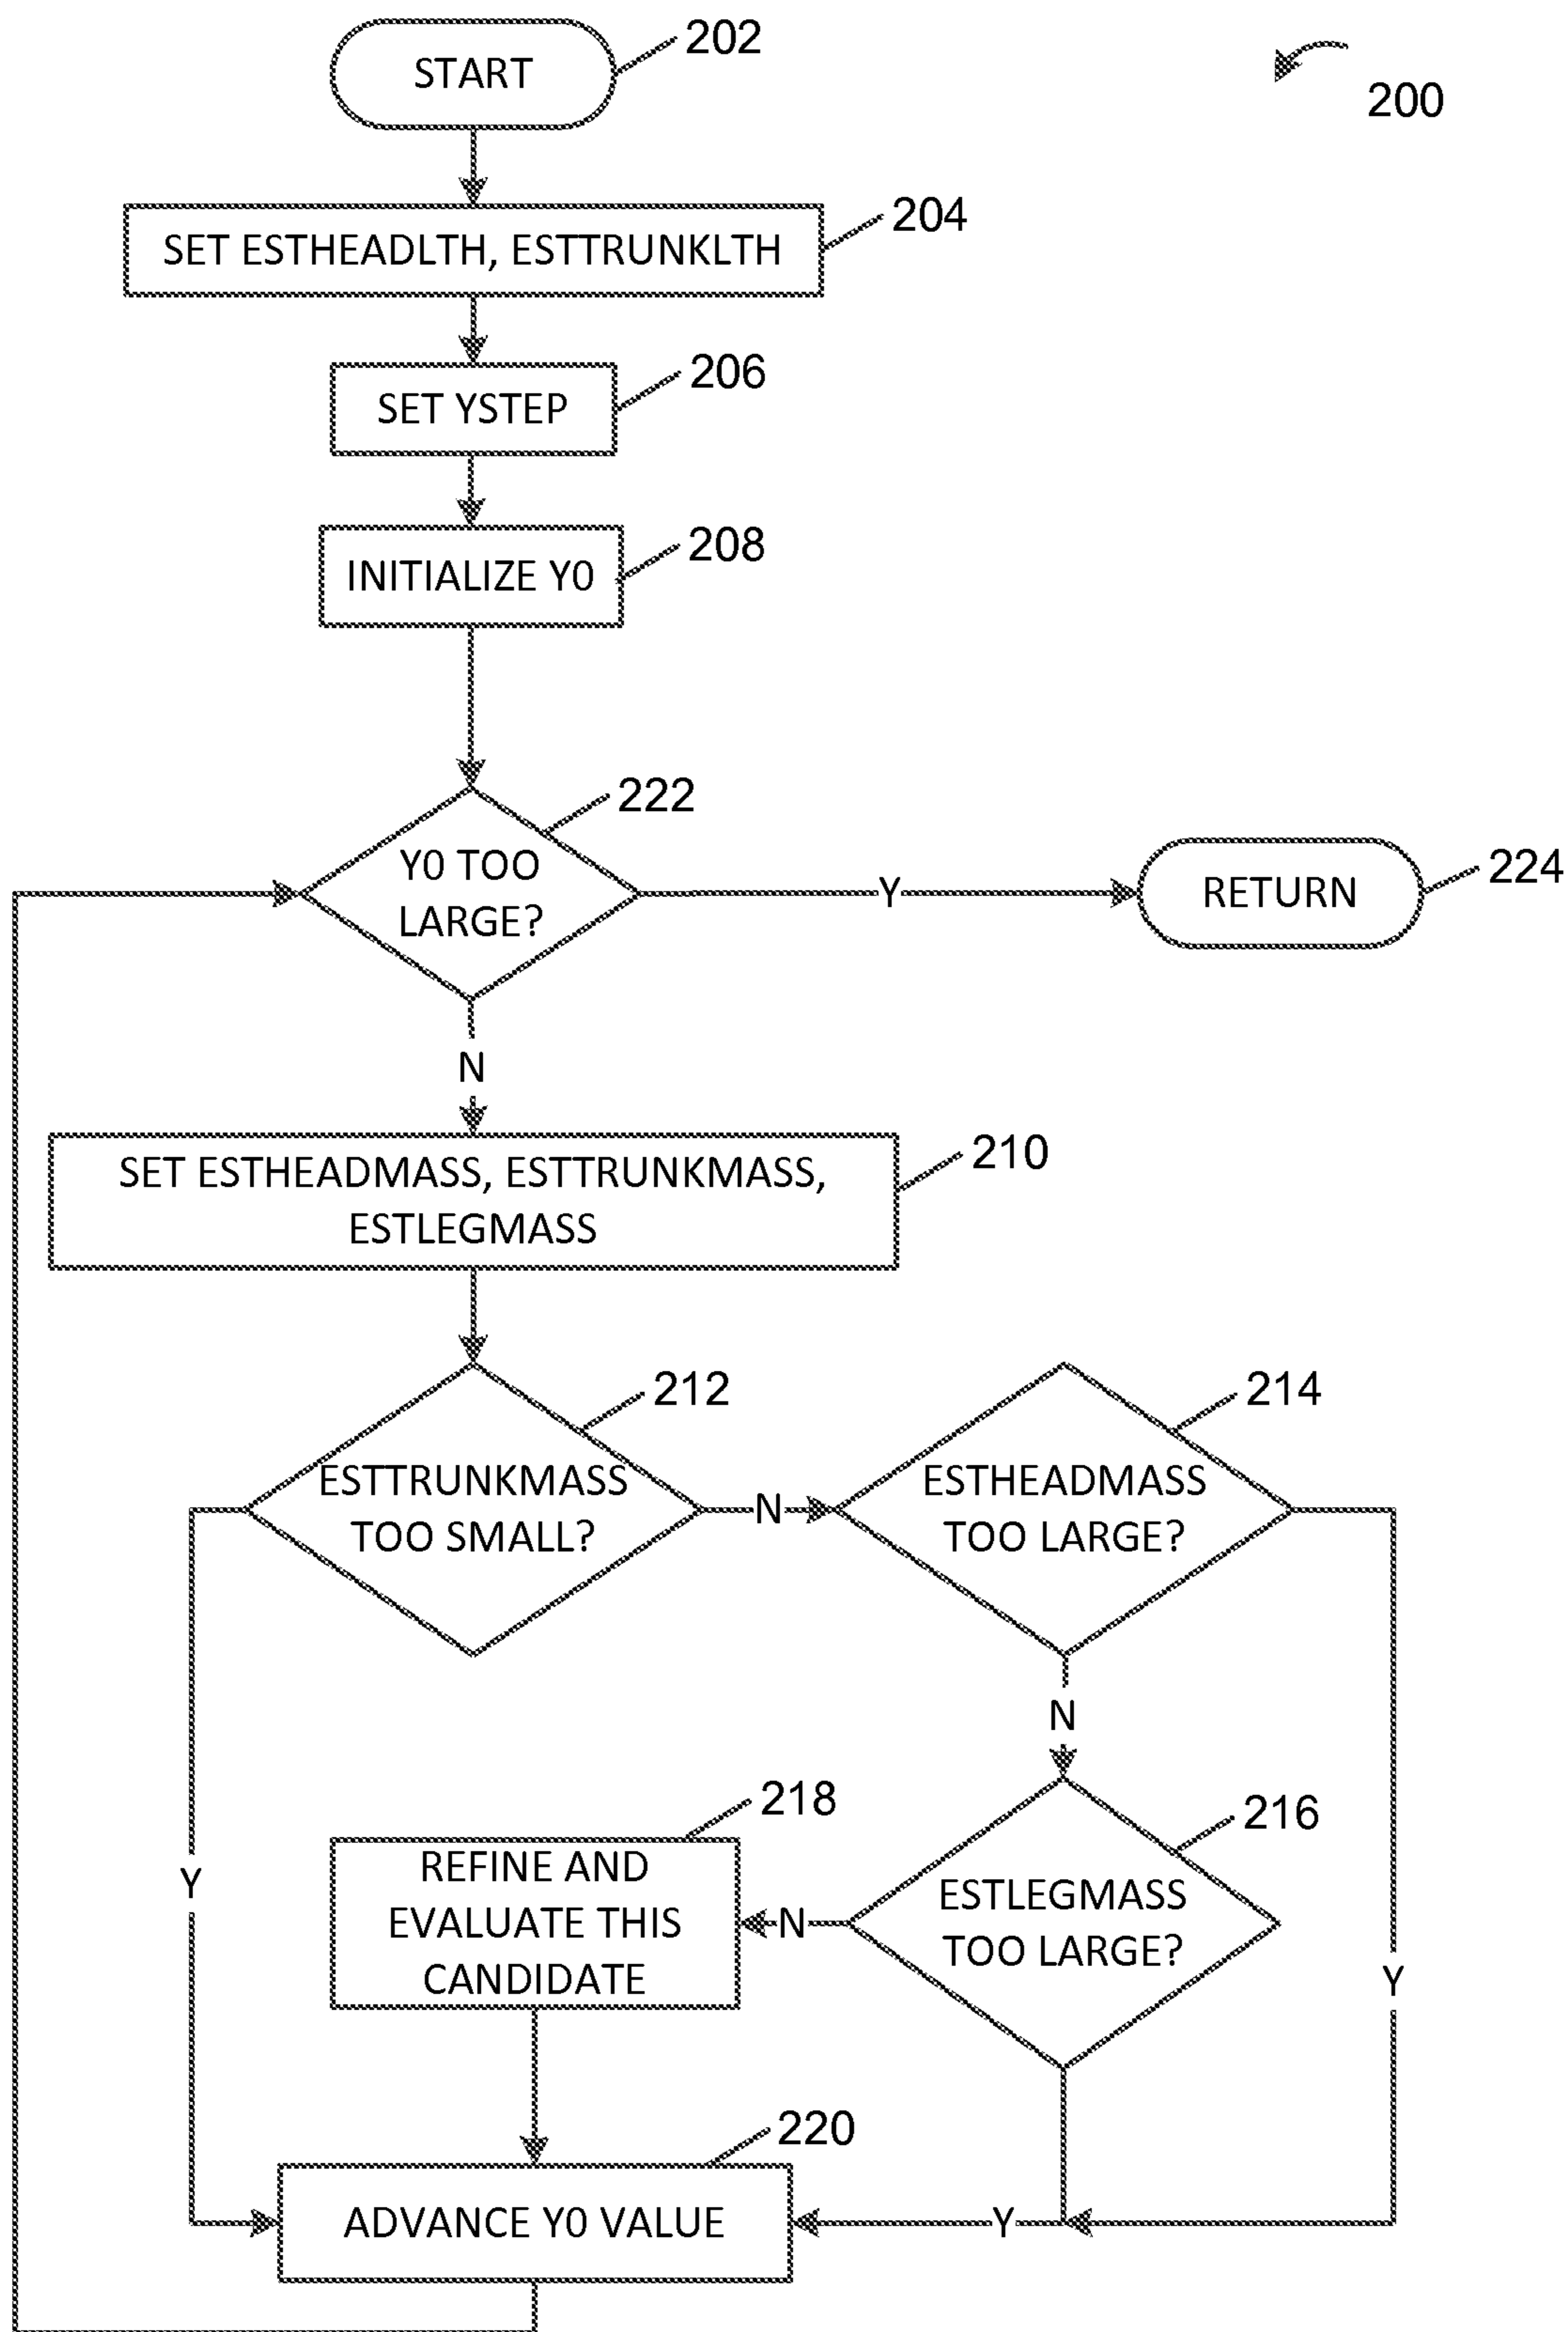 202
START
200
204
SET ESTHEADLTH, ESTTRUNKLTH
206
SET YSTEP
208
INITIALIZE Y0
222
Y0 TOO
LARGE?
Y
RETURN
224
N
210
SET ESTHEADMASS, ESTTRUNKMASS,
ESTLEGMASS
212
ESTTRUNKMASS
TOO SMALL?
N
214
ESTHEADMASS
TOO LARGE?
N
Y
Y
218
REFINE AND
EVALUATE THIS
CANDIDATE
N
216
ESTLEGMASS
TOO LARGE?
220
ADVANCE Y0 VALUE
Y